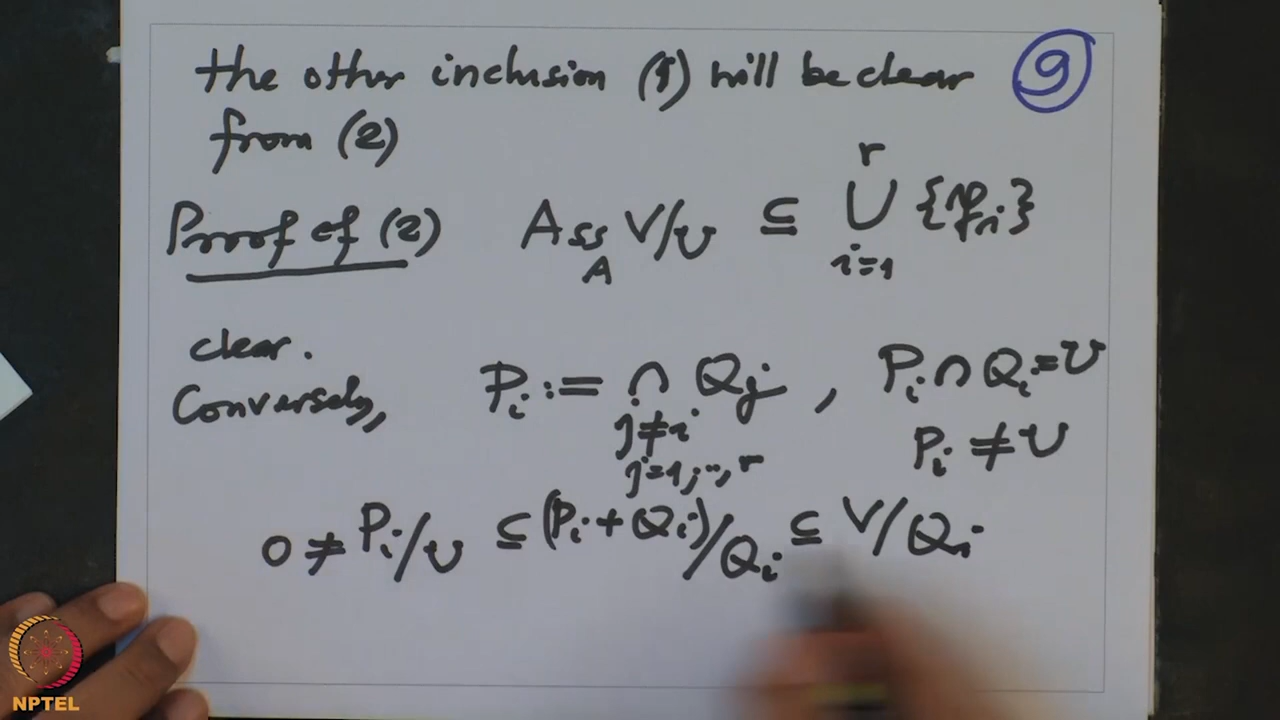 the other inclusion (1) will be clear
9
from (2)
Proof of (2) Ass_A V/U ⊆ ⋃_{i=1}^{r} {𝔭_i}
clear.
Conversely, P_i := ∩_{j≠i, j=1,..,r} Q_j , P_i ∩ Q_i = U
P_i ≠ U
0 ≠ P_i/U ⊆ (P_i + Q_i)/Q_i ⊆ V/Q_i
NPTEL